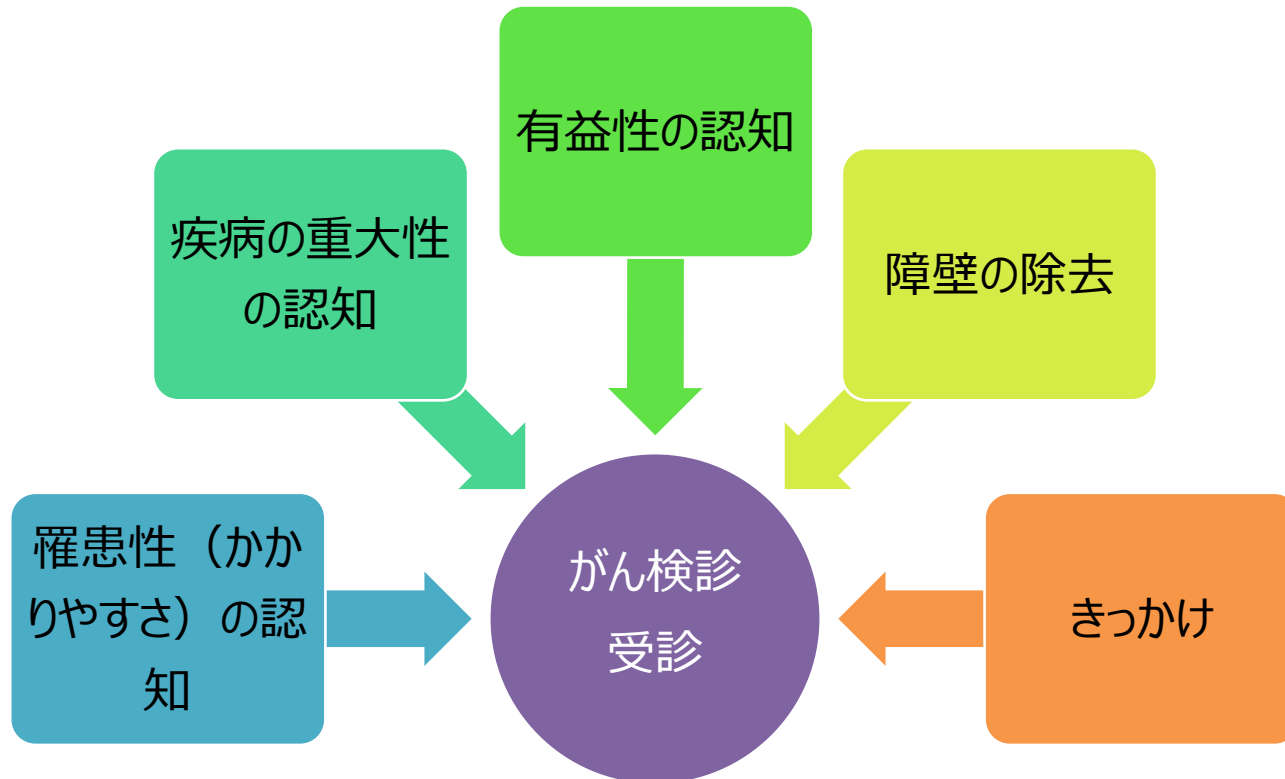 有益性の認知
疾病の重大性
の認知
障壁の除去
罹患性（かか
りやすさ）の認
知
がん検診
受診
きっかけ